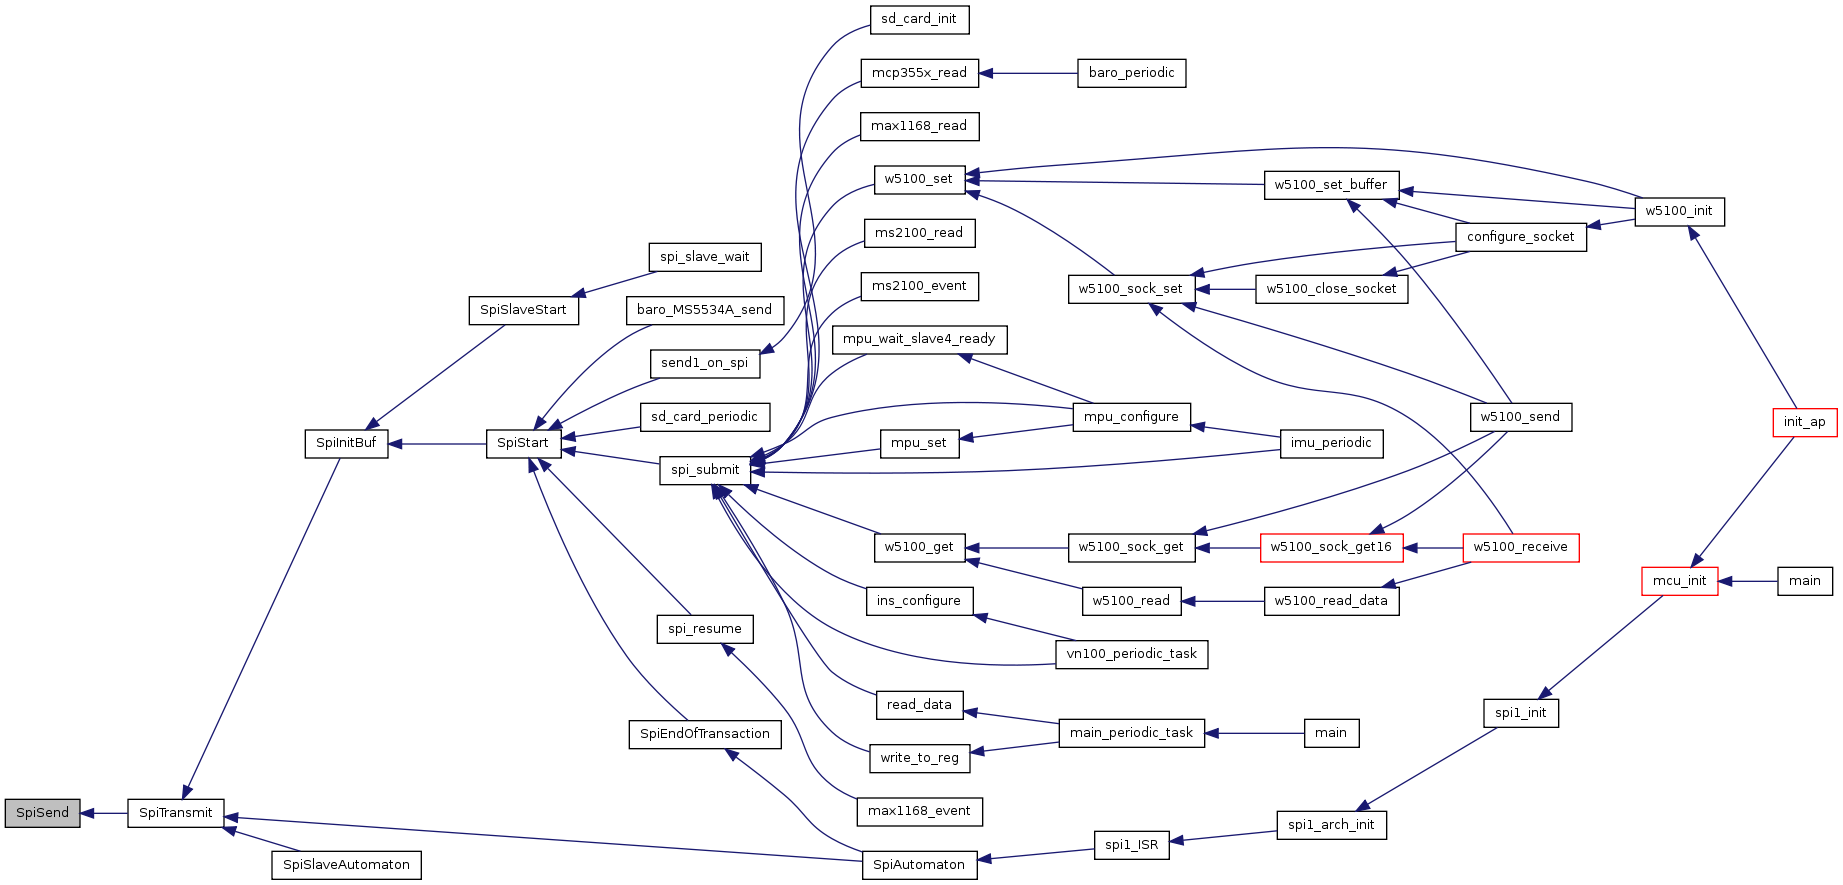 sd_card_init
mcp355x_read
baro_periodic
max1168_read
w5100_set
w5100_set_buffer
w5100_init
ms2100_read
configure_socket
spi_slave_wait
ms2100_event
w5100_sock_set
w5100_close_socket
SpiSlaveStart
baro_MS5534A_send
mpu_wait_slave4_ready
send1_on_spi
sd_card_periodic
mpu_configure
w5100_send
init_ap
SpiInitBuf
SpiStart
mpu_set
imu_periodic
spi_submit
w5100_get
w5100_sock_get
w5100_sock_get16
w5100_receive
mcu_init
main
ins_configure
w5100_read
w5100_read_data
spi_resume
vn100_periodic_task
read_data
spi1_init
SpiEndOfTransaction
main_periodic_task
main
write_to_reg
SpiSend
SpiTransmit
max1168_event
spi1_arch_init
spi1_ISR
SpiSlaveAutomaton
SpiAutomaton